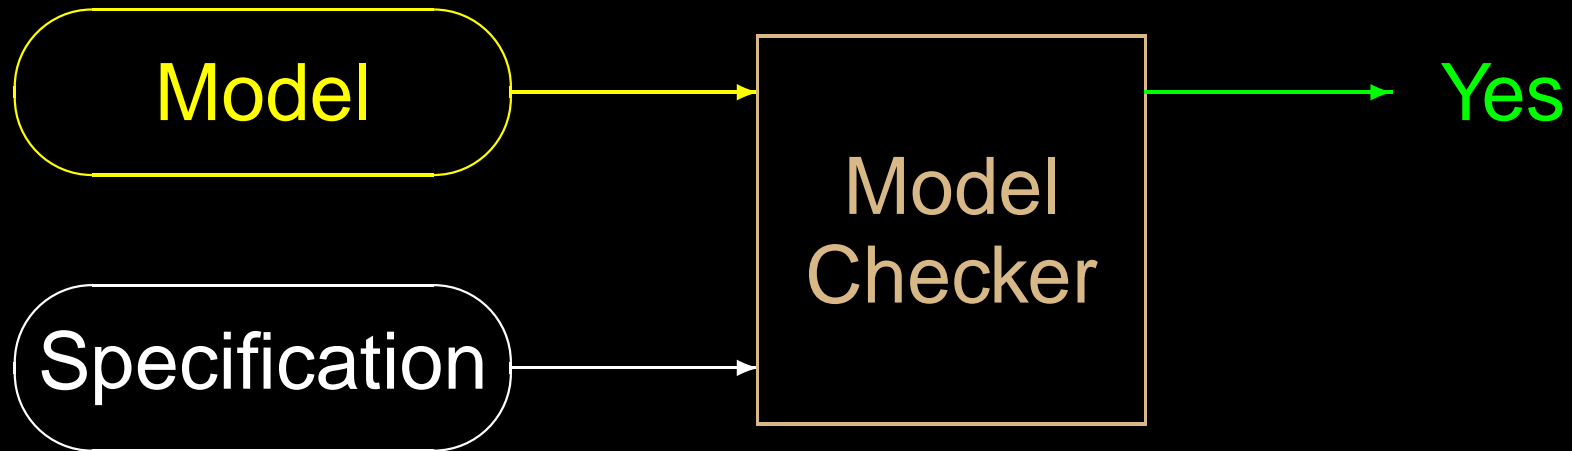 Model
Specification
Model
Checker
Yes